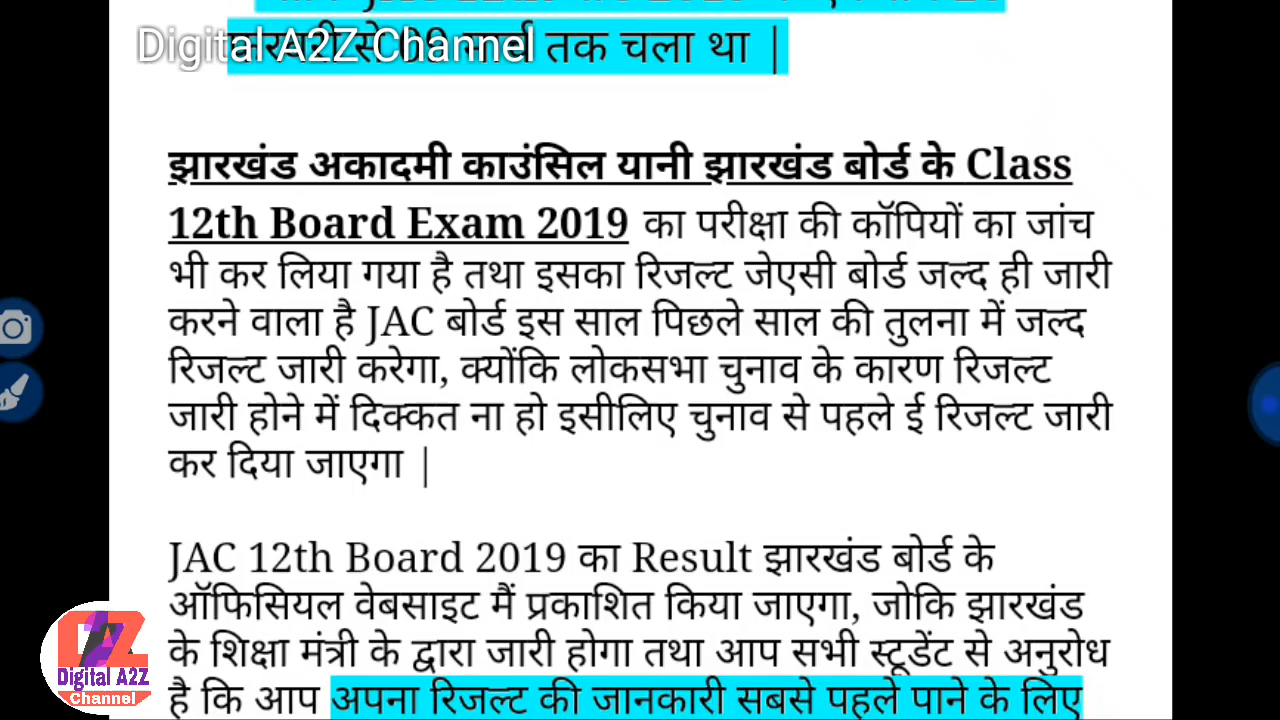 Digital A2Z Channel
तक चला था |
झारखंड अकादमी काउंसिल यानी झारखंड बोर्ड के Class
12th Board Exam 2019 का परीक्षा की कॉपियों का जांच
भी कर लिया गया है तथा इसका रिजल्ट जेएसी बोर्ड जल्द ही जारी
करने वाला है JAC बोर्ड इस साल पिछले साल की तुलना में जल्द
रिजल्ट जारी करेगा, क्योंकि लोकसभा चुनाव के कारण रिजल्ट
जारी होने में दिक्कत ना हो इसीलिए चुनाव से पहले ई रिजल्ट जारी
कर दिया जाएगा |
JAC 12th Board 2019 का Result झारखंड बोर्ड के
ऑफिसियल वेबसाइट मैं प्रकाशित किया जाएगा, जोकि झारखंड
के शिक्षा मंत्री के द्वारा जारी होगा तथा आप सभी स्टूडेंट से अनुरोध
है कि आप अपना रिजल्ट की जानकारी सबसे पहले पाने के लिए
Digital A2Z
Channel